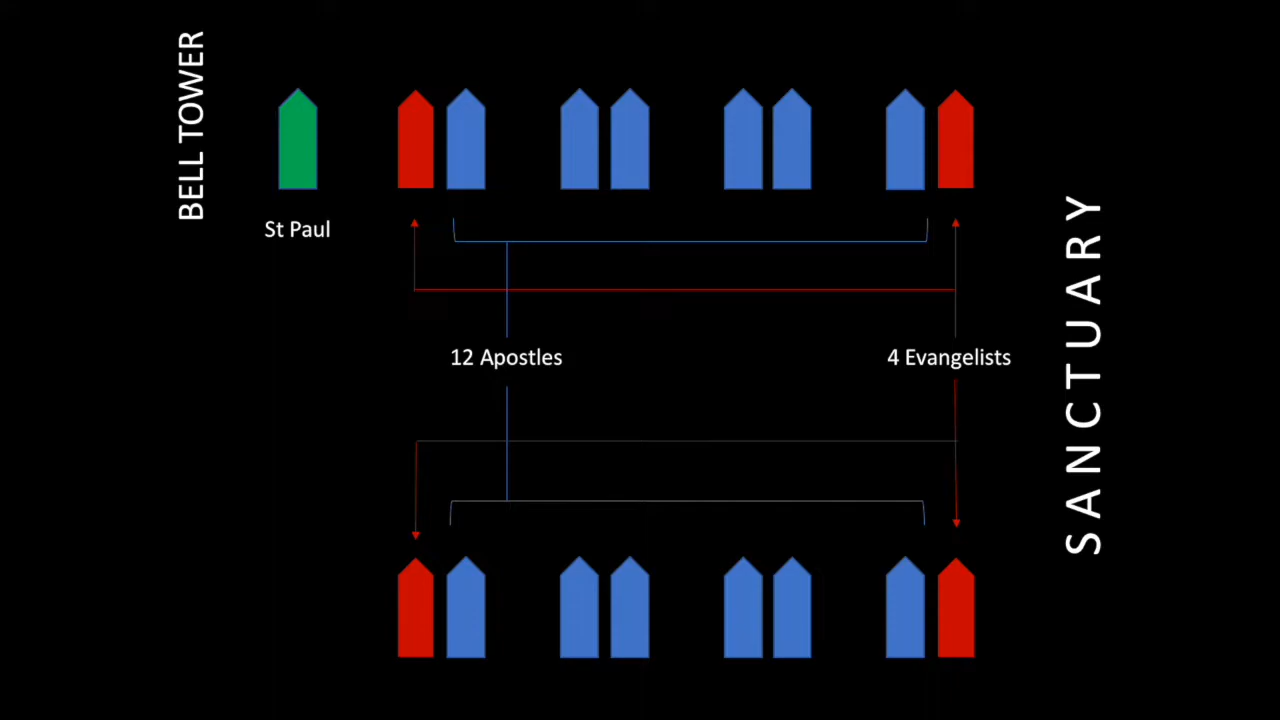 BELL TOWER
St Paul
12 Apostles
4 Evangelists
SANCTUARY